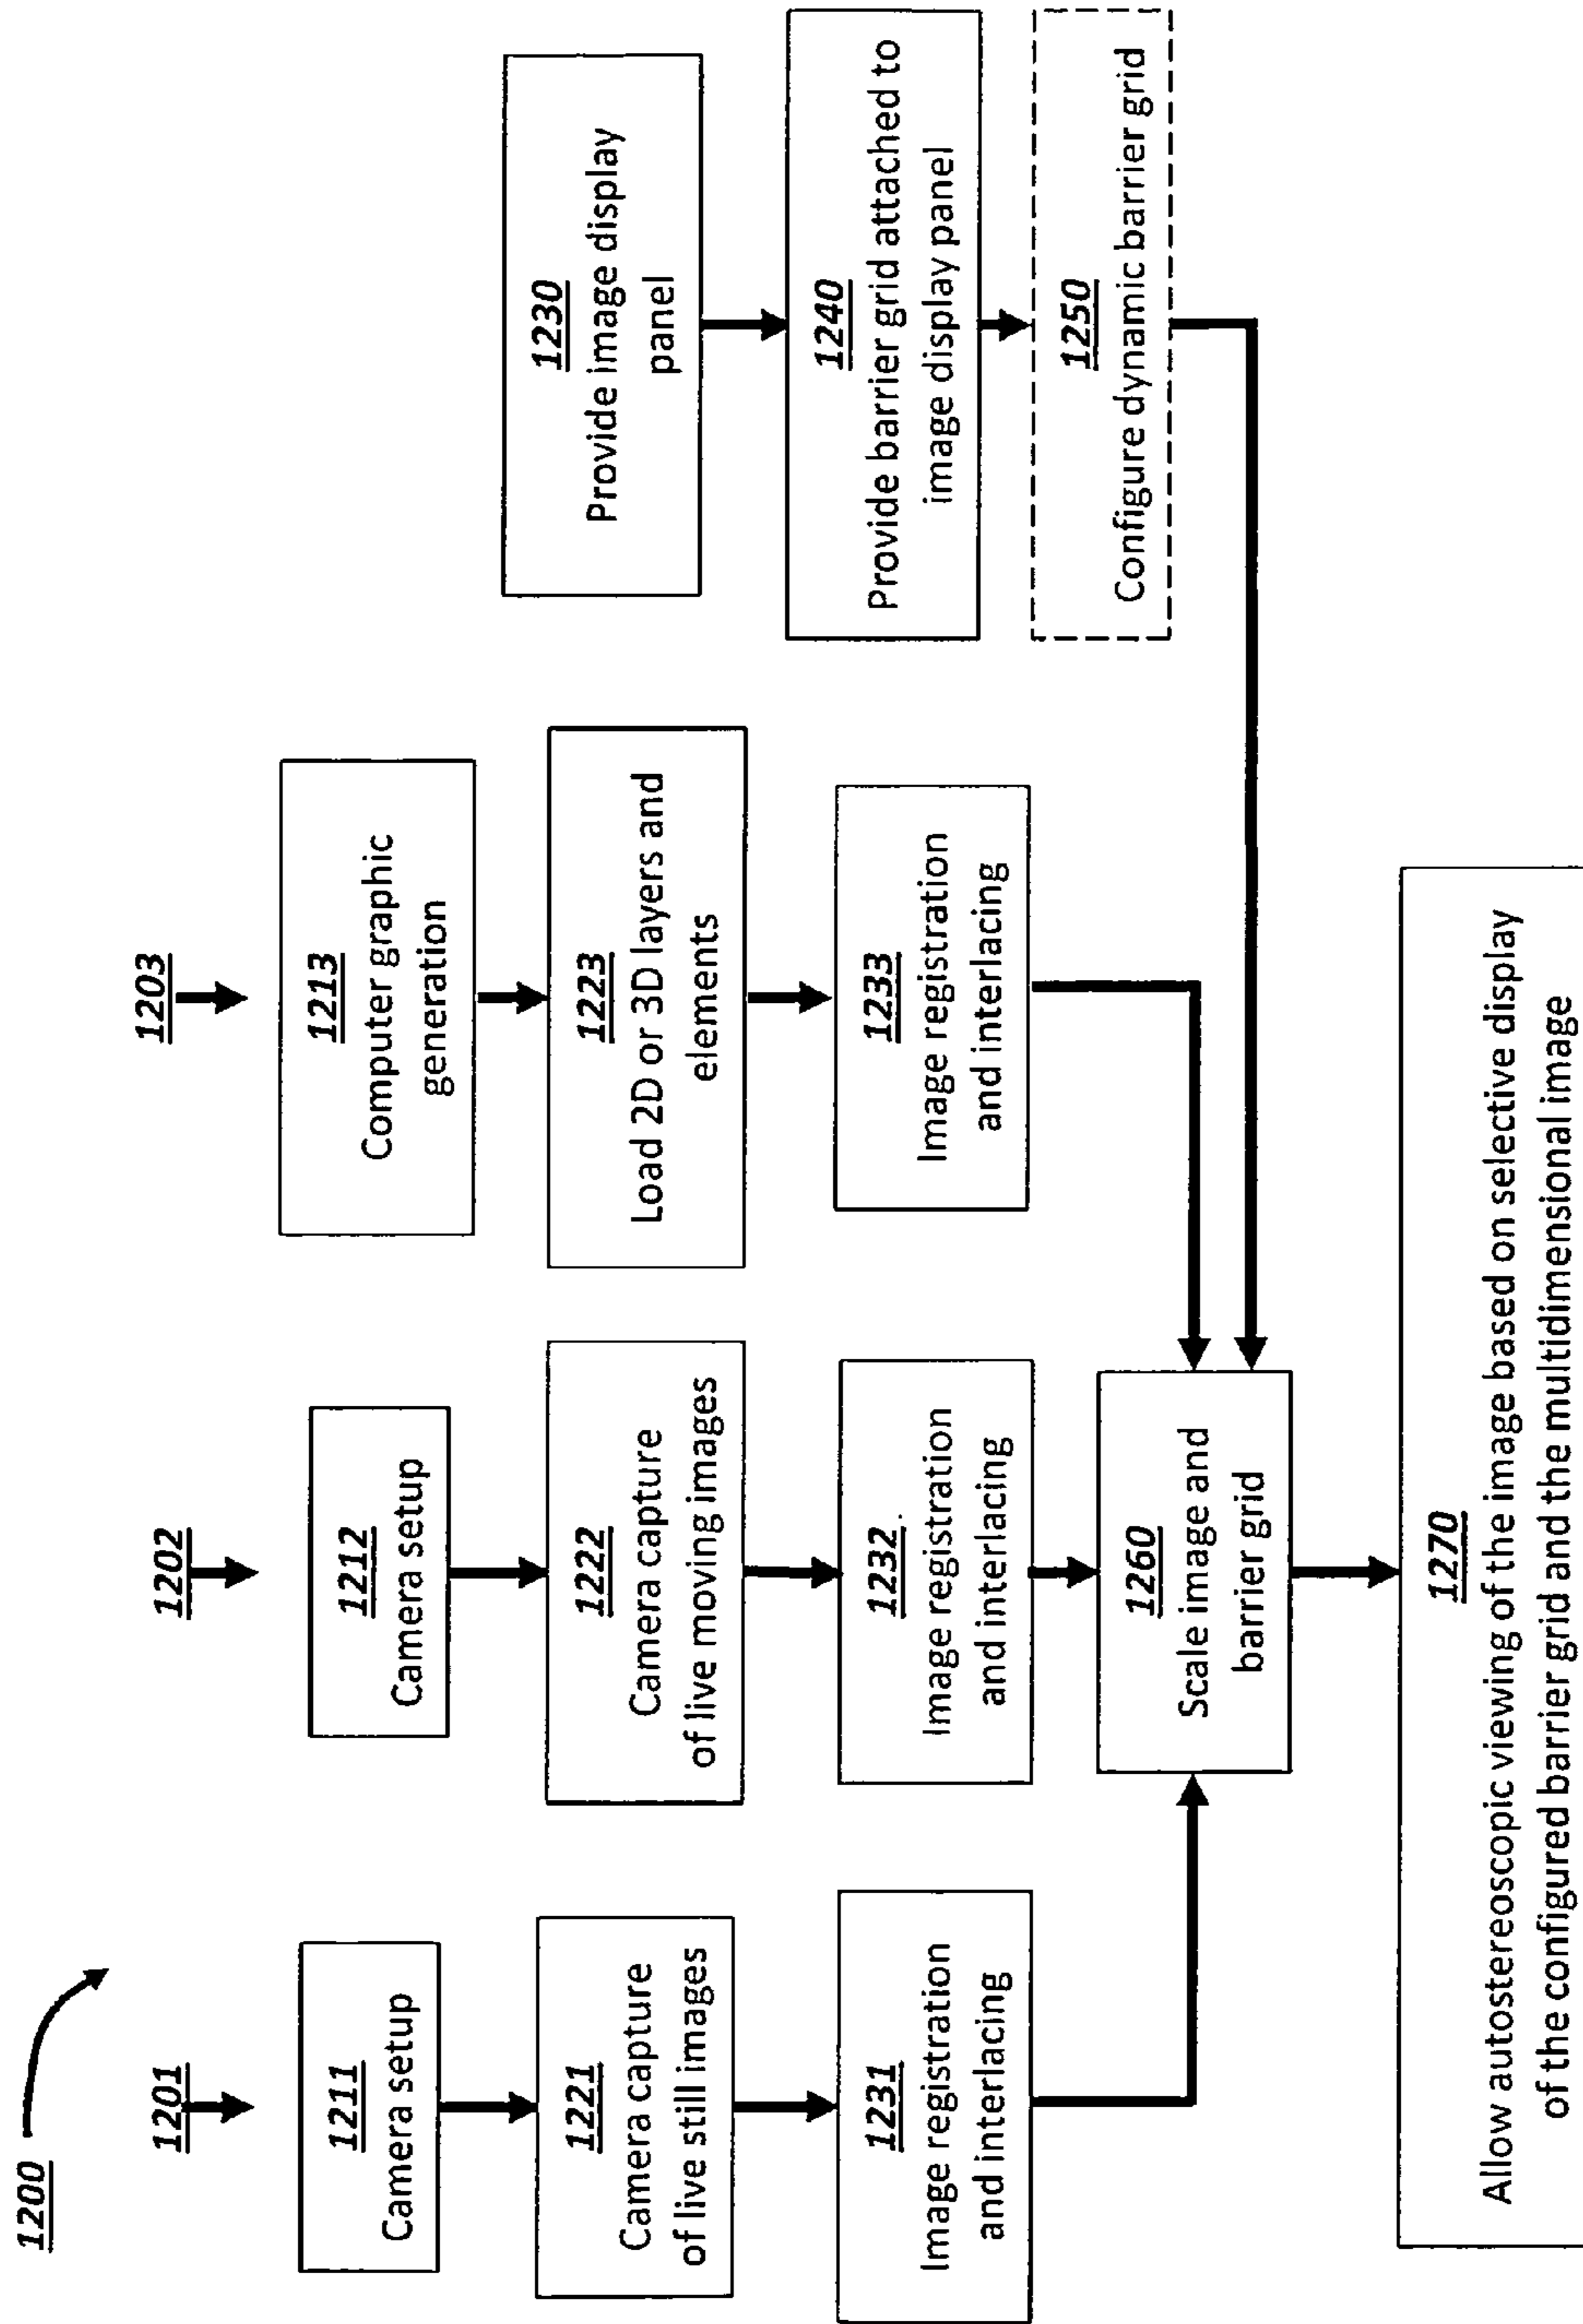 1200
1201
1211
Camera setup
1221
Camera capture
of live still images
1231
Image registration
and interlacing
1202
1212
Camera setup
1222
Camera capture
of live moving images
1232
Image registration
and interlacing
1203
1213
Computer graphic
generation
1223
Load 2D or 3D layers and
elements
1233
Image registration
and interlacing
1230
Provide image display
panel
1240
Provide barrier grid attached to
image display panel
1250
Configure dynamic barrier grid
1260
Scale image and
barrier grid
1270
Allow autostereoscopic viewing of the image based on selective display
of the configured barrier grid and the multidimensional image